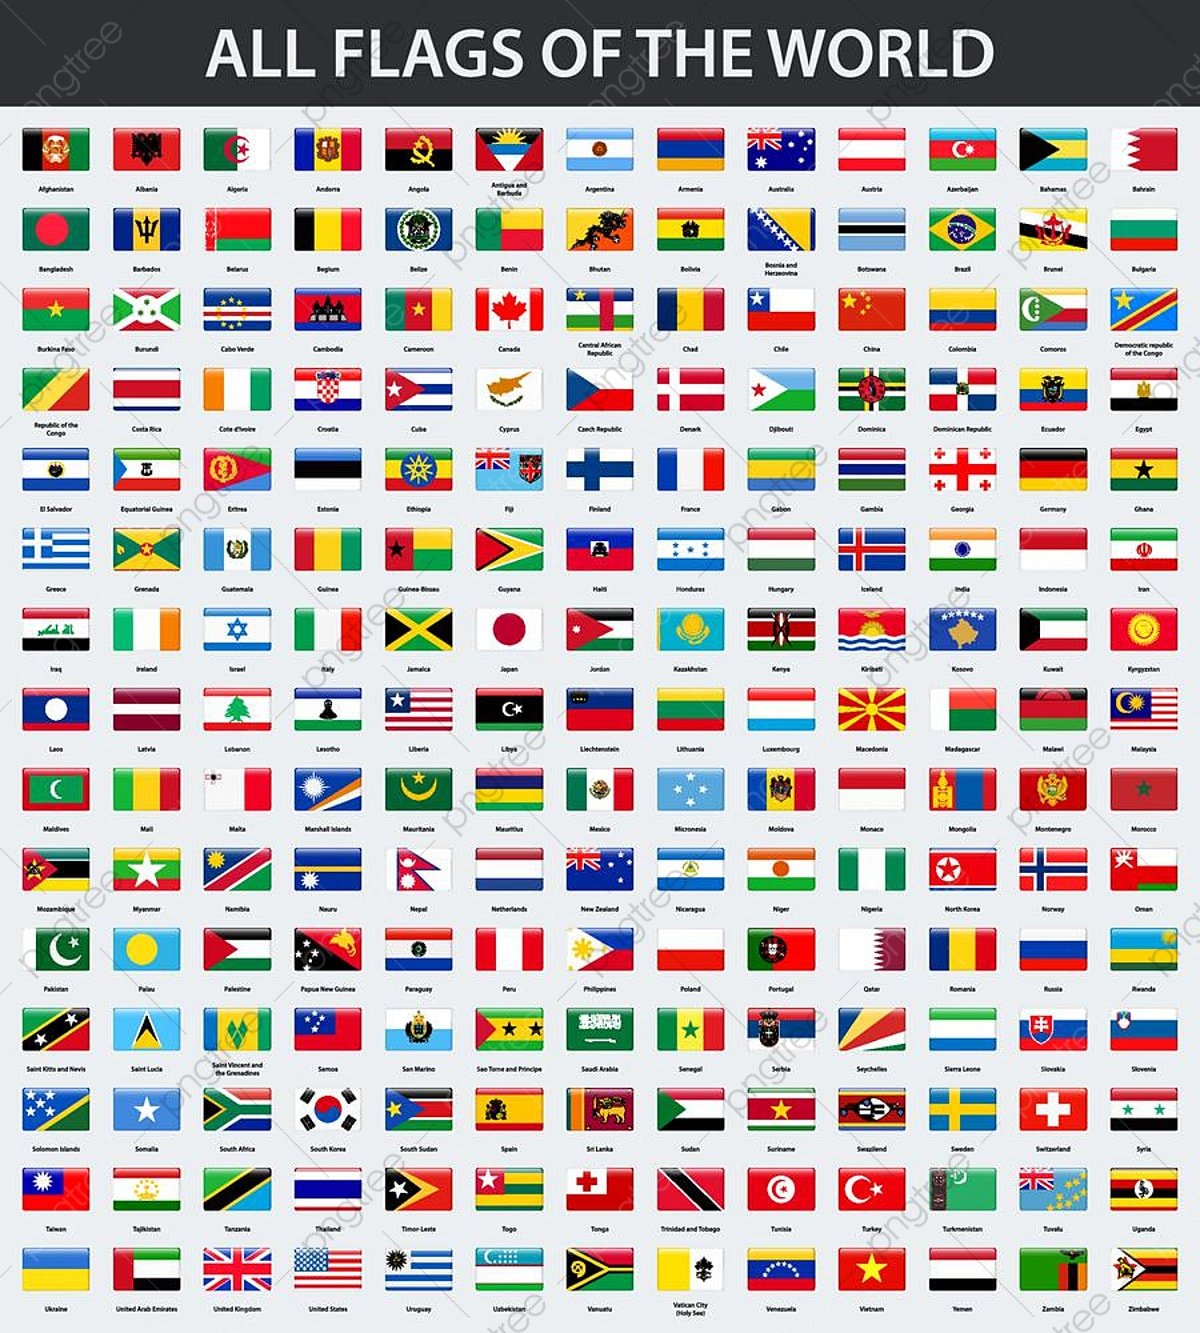 ALL FLAGS OF THE WORLD
Afghanistan Albania Algeria Andorra Angola Antigua and Barbuda Argentina Armenia Australia Austria Azerbaijan Bahamas Bahrain
Bangladesh Barbados Belarus Begium Belize Benin Bhutan Bolivia Bosnia and Herzeovina Botswana Brazil Brunei Bulgaria
Burkina Faso Burundi Cabo Verde Cambodia Cameroon Canada Central African Republic Chad Chile China Colombia Comoros Democratic republic of the Congo
Republic of the Congo Costa Rica Cote d'Ivoire Croatia Cuba Cyprus Czech Republic Denark Djibouti Dominica Dominican Republic Ecuador Egypt
El Salvador Equatorial Guinea Eritrea Estonia Ethiopia Fiji Finland France Gabon Gambia Georgia Germany Ghana
Greece Grenada Guatemala Guinea Guinea-Bissau Guyana Haiti Honduras Hungary Iceland India Indonesia Iran
Iraq Ireland Israel Italy Jamaica Japan Jordon Kazakhstan Kenya Kiribati Kosovo Kuwait Kyrgyzstan
Laos Latvia Lebanon Lesotho Liberia Libya Liechtenstein Lithuania Luxembourg Macedonia Madagascar Malawi Malaysia
Maldives Mali Malta Marshall Islands Mauritania Mauritius Mexico Micronesia Moldova Monaco Mongolia Montenegro Morocco
Mozambique Myanmar Namibia Nauru Nepal Netherlands New Zealand Nicaragua Niger Nigeria North Korea Norway Oman
Pakistan Palau Palestine Papua New Guinea Paraguay Peru Philippines Poland Portugal Qatar Romania Russia Rwanda
Saint Kitts and Nevis Saint Lucia Saint Vincent and the Grenadines Samoa San Marino Sao Tome and Principe Saudi Arabia Senegal Serbia Seychelles Sierra Leone Slovakia Slovenia
Solomon Islands Somalia South Africa South Korea South Sudan Spain Sri Lanka Sudan Suriname Swaziland Sweden Switzerland Syria
Taiwan Tajikistan Tanzania Thailand Timor-Leste Togo Tonga Trinidad and Tobago Tunisia Turkey Turkmenistan Tuvalu Uganda
Ukraine United Arab Emirates United Kingdom United States Uruguay Uzbekistan Vanuatu Vatican City (Holy See) Venezuela Vietnam Yemen Zambia Zimbabwe
pngtree